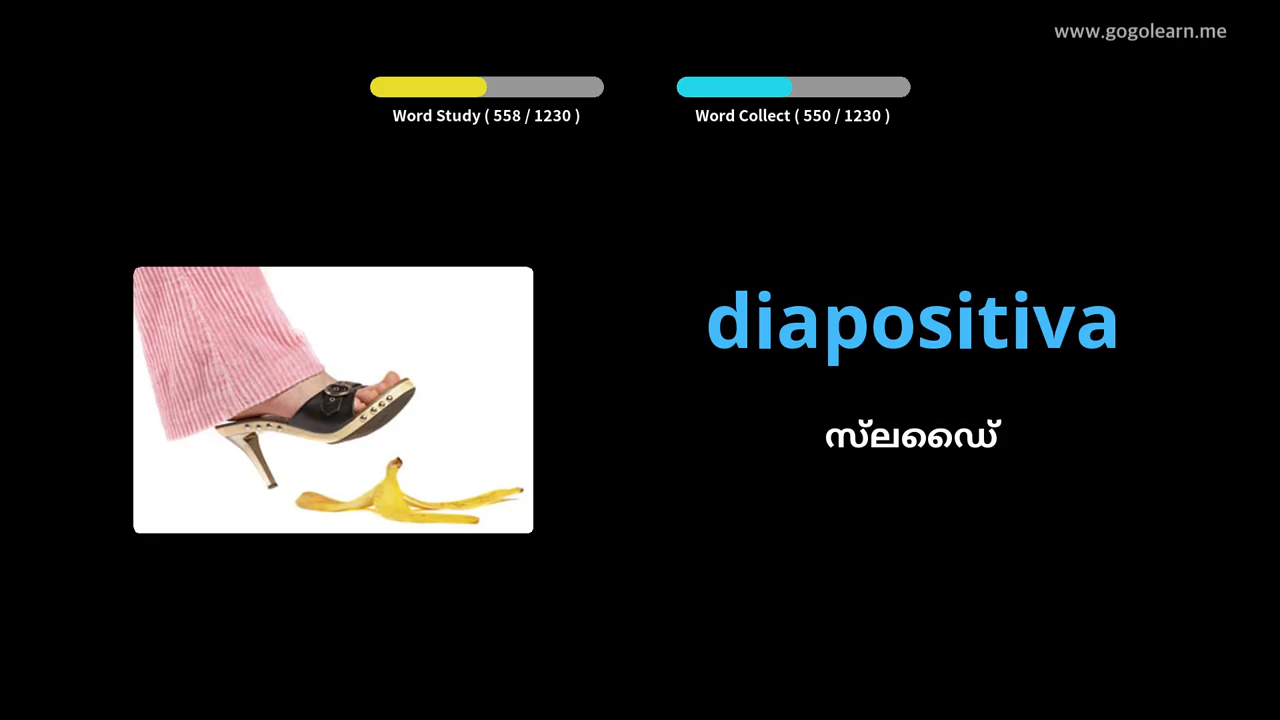 www.gogolearn.me
Word Study ( 558 / 1230 )
Word Collect ( 550 / 1230 )
diapositiva
സ്ലൈഡ്